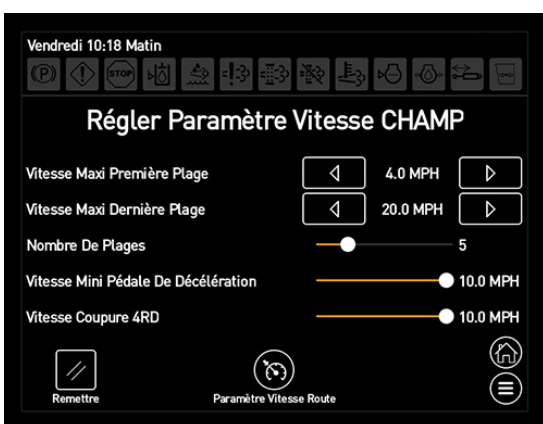 Vendredi 10:18 Matin
(P) STOP
Régler Paramètre Vitesse CHAMP
Vitesse Maxi Première Plage 4.0 MPH
Vitesse Maxi Dernière Plage 20.0 MPH
Nombre De Plages 5
Vitesse Mini Pédale De Décélération 10.0 MPH
Vitesse Coupure 4RD 10.0 MPH
Remettre Paramètre Vitesse Route